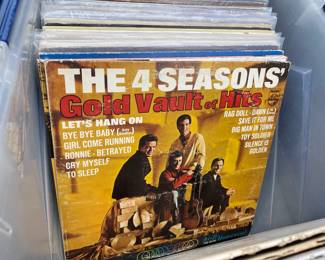 THE 4 SEASONS'
Gold Vault of Hits
LET'S HANG ON
BYE BYE BABY
GIRL COME RUNNING
RONNIE - BETRAYED
CRY MYSELF
TO SLEEP
RAG DOLL - DAWN
SAVE IT FOR ME
BIG MAN IN TOWN
TOY SOLDIER
SILENCE IS
GOLDEN